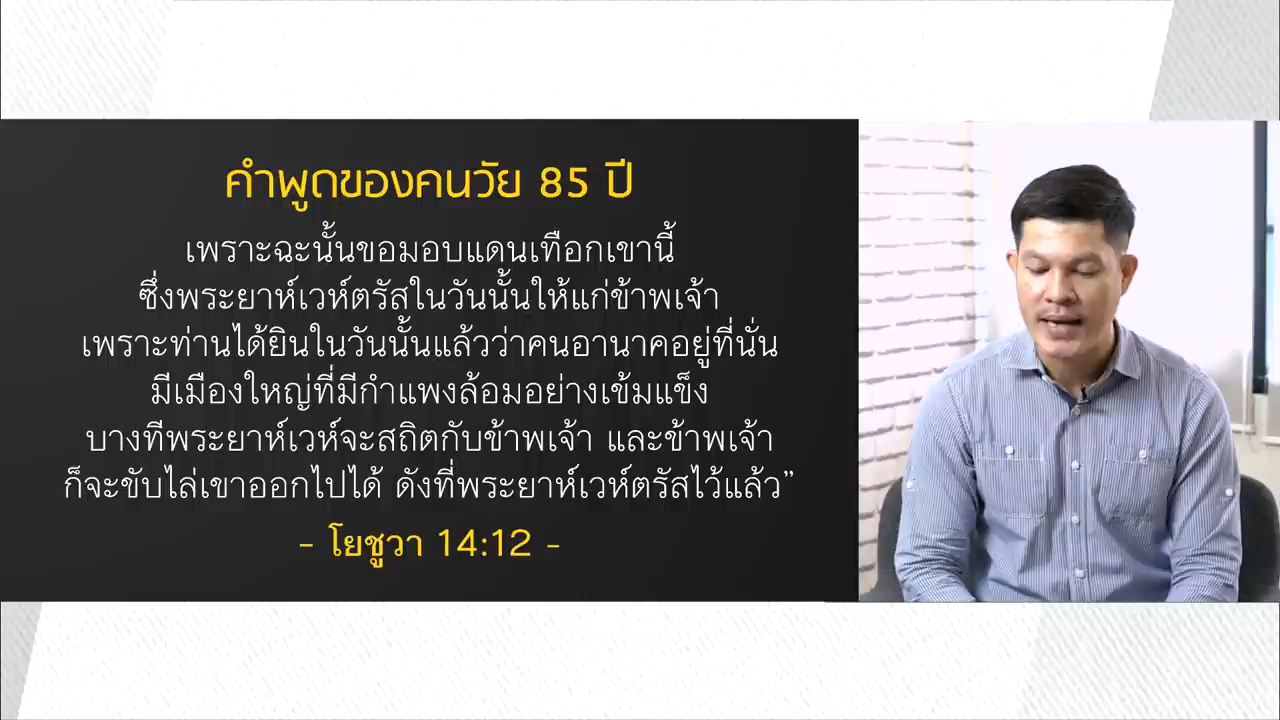 คำพูดของคนวัย 85 ปี
เพราะฉะนั้นขอมอบแดนเทือกเขานี้
ซึ่งพระยาห์เวห์ตรัสในวันนั้นให้แก่ข้าพเจ้า
เพราะท่านได้ยินในวันนั้นแล้วว่าคนอานาคอยู่ที่นั่น
มีเมืองใหญ่ที่มีกำแพงล้อมอย่างเข้มแข็ง
บางทีพระยาห์เวห์จะสถิตกับข้าพเจ้า และข้าพเจ้า
ก็จะขับไล่เขาออกไปได้ ดังที่พระยาห์เวห์ตรัสไว้แล้ว”
- โยชูวา 14:12 -